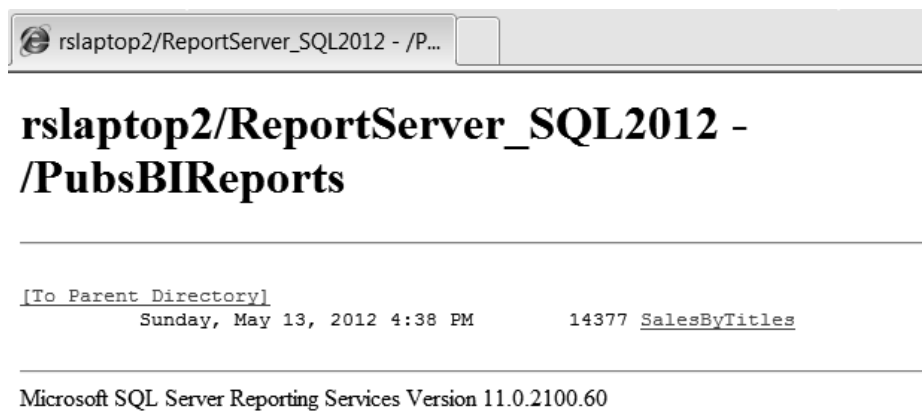 rslaptop2/ReportServer_SQL2012 - /P...
rslaptop2/ReportServer_SQL2012 -
/PubsBIReports
[To Parent Directory]
Sunday, May 13, 2012 4:38 PM 14377 SalesByTitles
Microsoft SQL Server Reporting Services Version 11.0.2100.60